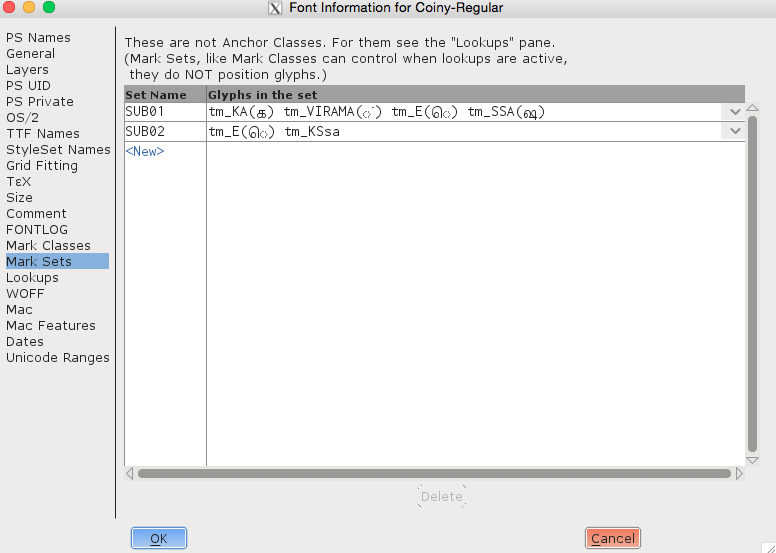 Font Information for Coiny-Regular
PS Names
General
Layers
PS UID
PS Private
OS/2
TTF Names
StyleSet Names
Grid Fitting
ΤεΧ
Size
Comment
FONTLOG
Mark Classes
Mark Sets
Lookups
WOFF
Mac
Mac Features
Dates
Unicode Ranges
These are not Anchor Classes. For them see the "Lookups" pane.
(Mark Sets, like Mark Classes can control when lookups are active,
they do NOT position glyphs.)
Set Name Glyphs in the set
SUB01 tm_KA(க) tm_VIRAMA(்) tm_E(ெ) tm_SSA(ஷ)
SUB02 tm_E(ெ) tm_KSsa
<New>
Delete
OK Cancel